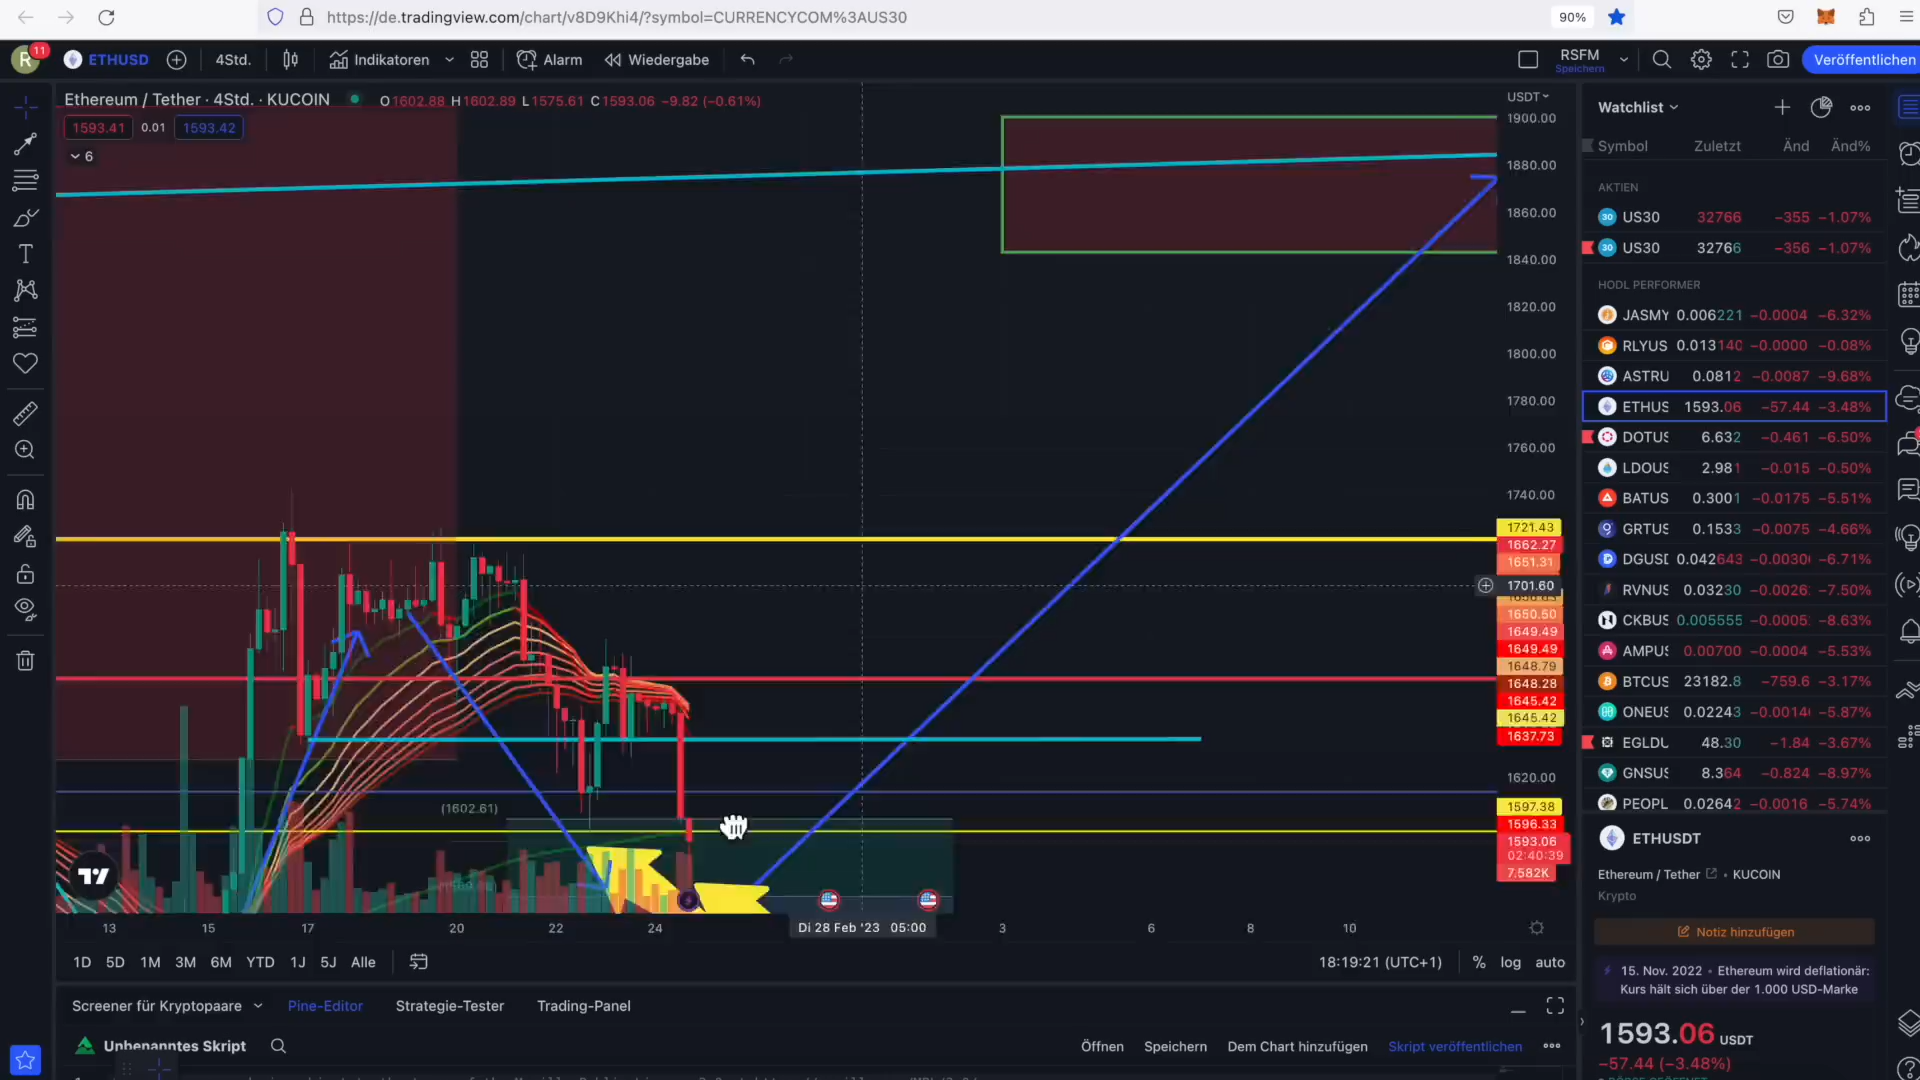 https://de.tradingview.com/chart/v8D9Khi4/?symbol=CURRENCYCOM%3AUS30
90%
R
11
ETHUSD
4Std.
Indikatoren
Alarm
Wiedergabe
RSFM
Speichern
Veröffentlichen
Ethereum / Tether · 4Std. · KUCOIN
O1602.88 H1602.89 L1575.61 C1593.06 −9.82 (−0.61%)
1593.41 0.01 1593.42
6
(1602.61)
USDT
1900.00
1880.00
1860.00
1840.00
1820.00
1800.00
1780.00
1760.00
1740.00
1721.43
1662.27
1651.31
1701.60
1650.50
1649.49
1649.49
1648.79
1648.28
1645.42
1645.42
1637.73
1620.00
1597.38
1596.33
1593.06
02:40:39
7.582K
13 15 17 20 22 24 Di 28 Feb '23 05:00 3 6 8 10
1D 5D 1M 3M 6M YTD 1J 5J Alle
18:19:21 (UTC+1) % log auto
Screener für Kryptopaare Pine-Editor Strategie-Tester Trading-Panel
Unbenanntes Skript
Öffnen Speichern Dem Chart hinzufügen Skript veröffentlichen
Watchlist
Symbol Zuletzt Änd Änd%
AKTIEN
30 US30 32766 −355 −1.07%
30 US30 32766 −356 −1.07%
HODL PERFORMER
JASMY 0.006221 −0.0004 −6.32%
RLYUS 0.013140 −0.0000 −0.08%
ASTRU 0.0812 −0.0087 −9.68%
ETHUS 1593.06 −57.44 −3.48%
DOTUS 6.632 −0.461 −6.50%
LDOUS 2.981 −0.015 −0.50%
BATUS 0.3001 −0.0175 −5.51%
GRTUS 0.1533 −0.0075 −4.66%
DGUSD 0.042643 −0.0030 −6.71%
RVNUS 0.03230 −0.0026 −7.50%
CKBUS 0.005555 −0.0005 −8.63%
AMPUS 0.00700 −0.0004 −5.53%
BTCUS 23182.8 −759.6 −3.17%
ONEUS 0.02243 −0.0014 −5.87%
EGLDU 48.30 −1.84 −3.67%
GNSUS 8.364 −0.824 −8.97%
PEOPL 0.02642 −0.0016 −5.74%
ETHUSDT
Ethereum / Tether • KUCOIN
Krypto
Notiz hinzufügen
15. Nov. 2022 • Ethereum wird deflationär:
Kurs hält sich über der 1.000 USD-Marke
1593.06 USDT
−57.44 (−3.48%)